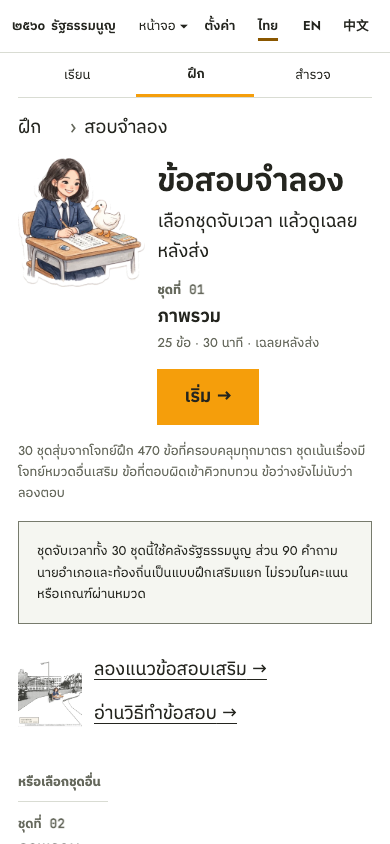 ๒๕๖๐ รัฐธรรมนูญ หน้าจอ ตั้งค่า ไทย EN 中文
เรียน ฝึก สำรวจ
ฝึก › สอบจำลอง
ข้อสอบจำลอง
เลือกชุดจับเวลา แล้วดูเฉลย
หลังส่ง
ชุดที่ 01
ภาพรวม
25 ข้อ · 30 นาที · เฉลยหลังส่ง
เริ่ม →
30 ชุดสุ่มจากโจทย์ฝึก 470 ข้อที่ครอบคลุมทุกมาตรา ชุดเน้นเรื่องมี
โจทย์หมวดอื่นเสริม ข้อที่ตอบผิดเข้าคิวทบทวน ข้อว่างยังไม่นับว่า
ลองตอบ
ชุดจับเวลาทั้ง 30 ชุดนี้ใช้คลังรัฐธรรมนูญ ส่วน 90 คำถาม
นายอำเภอและท้องถิ่นเป็นแบบฝึกเสริมแยก ไม่รวมในคะแนน
หรือเกณฑ์ผ่านหมวด
ลองแนวข้อสอบเสริม →
อ่านวิธีทำข้อสอบ →
หรือเลือกชุดอื่น
ชุดที่ 02